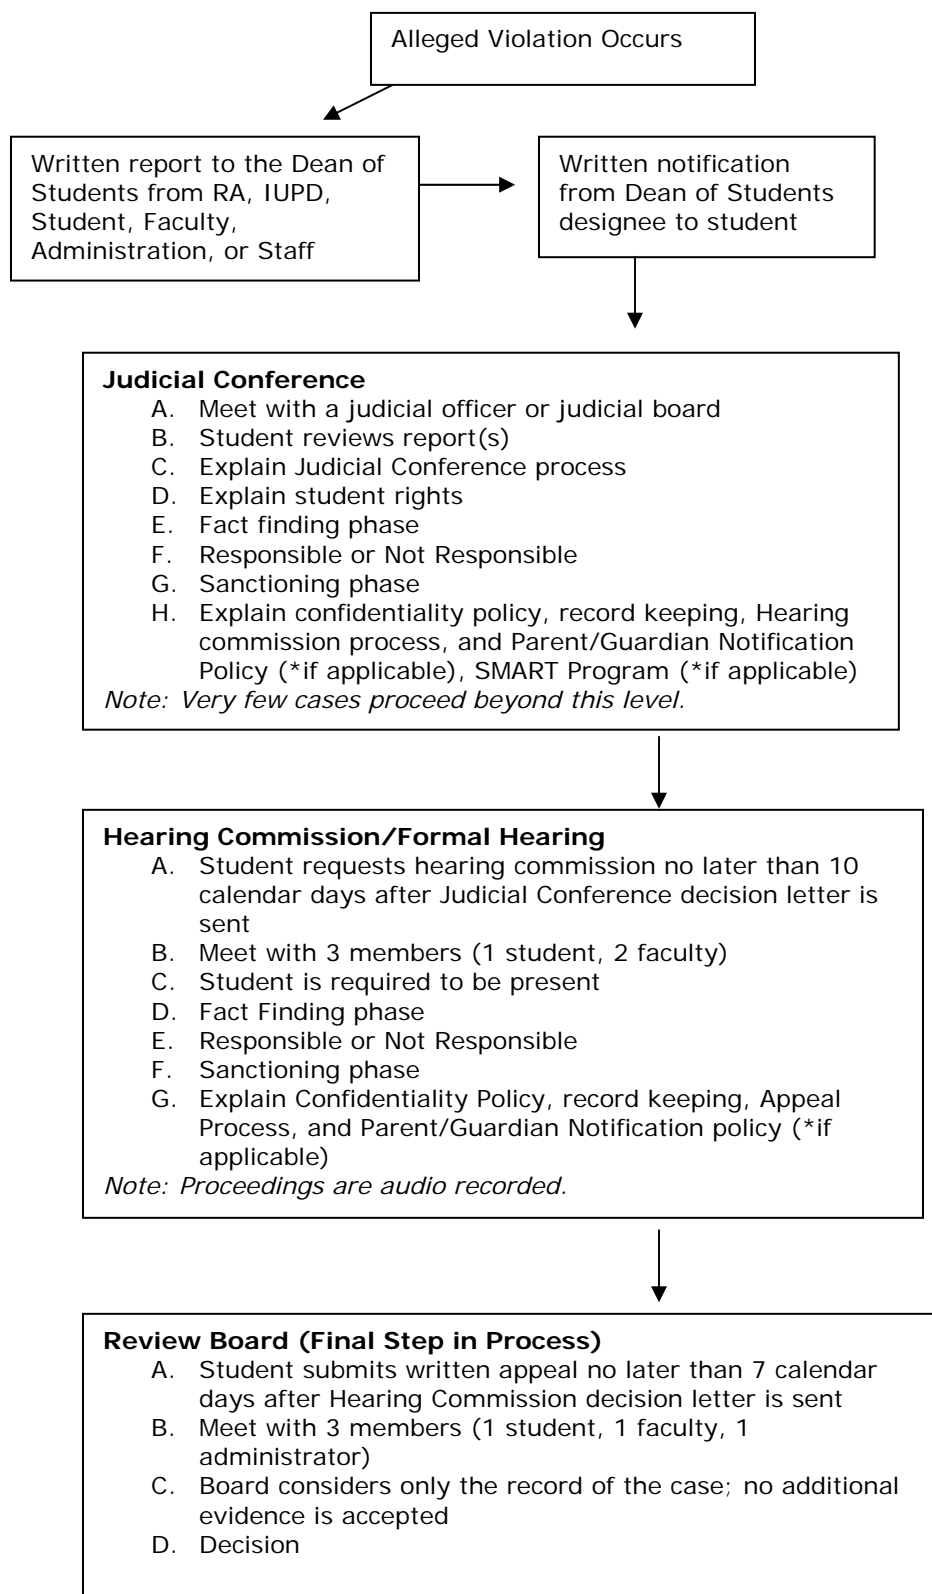 Alleged Violation Occurs
Written report to the Dean of
Students from RA, IUPD,
Student, Faculty,
Administration, or Staff
Written notification
from Dean of Students
designee to student
Judicial Conference
A. Meet with a judicial officer or judicial board
B. Student reviews report(s)
C. Explain Judicial Conference process
D. Explain student rights
E. Fact finding phase
F. Responsible or Not Responsible
G. Sanctioning phase
H. Explain confidentiality policy, record keeping, Hearing
commission process, and Parent/Guardian Notification
Policy (*if applicable), SMART Program (*if applicable)
Note: Very few cases proceed beyond this level.
Hearing Commission/Formal Hearing
A. Student requests hearing commission no later than 10
calendar days after Judicial Conference decision letter is
sent
B. Meet with 3 members (1 student, 2 faculty)
C. Student is required to be present
D. Fact Finding phase
E. Responsible or Not Responsible
F. Sanctioning phase
G. Explain Confidentiality Policy, record keeping, Appeal
Process, and Parent/Guardian Notification policy (*if
applicable)
Note: Proceedings are audio recorded.
Review Board (Final Step in Process)
A. Student submits written appeal no later than 7 calendar
days after Hearing Commission decision letter is sent
B. Meet with 3 members (1 student, 1 faculty, 1
administrator)
C. Board considers only the record of the case; no additional
evidence is accepted
D. Decision